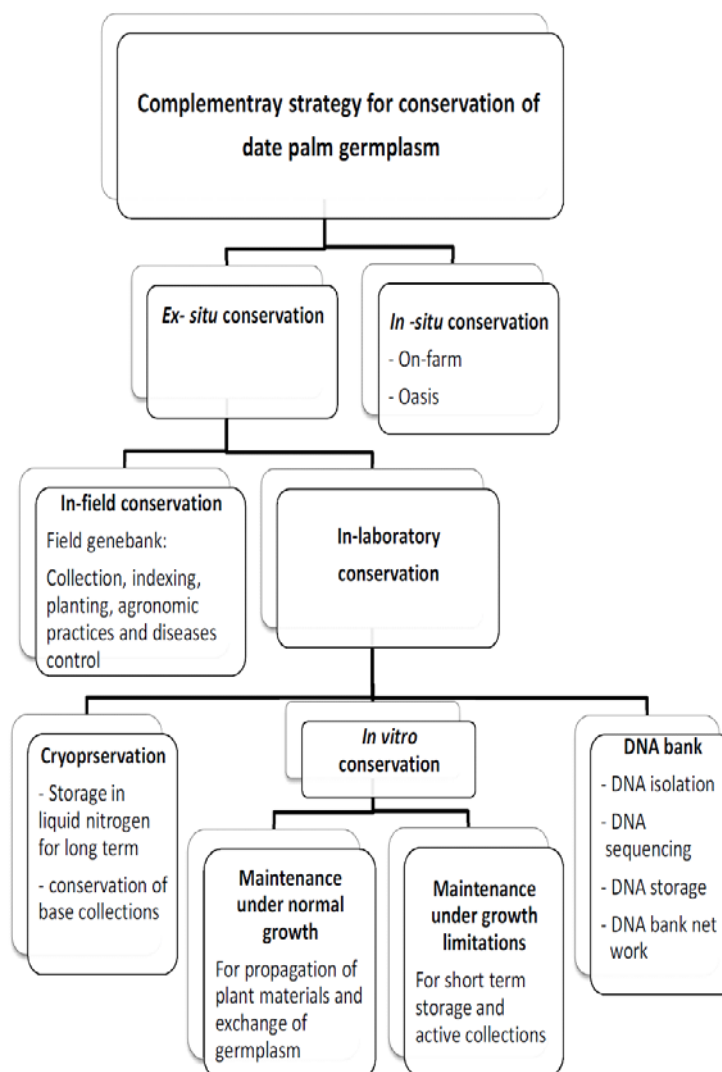 Complementray strategy for conservation of
date palm germplasm
Ex- situ conservation
In -situ conservation
- On-farm
- Oasis
In-field conservation
Field genebank:
Collection, indexing,
planting, agronomic
practices and diseases
control
In-laboratory
conservation
Cryoprservation
- Storage in
liquid nitrogen
for long term
- conservation of
base collections
In vitro
conservation
DNA bank
- DNA isolation
- DNA
sequencing
- DNA storage
- DNA bank net
work
Maintenance
under normal
growth
For propagation of
plant materials and
exchange of
germplasm
Maintenance
under growth
limitations
For short term
storage and
active collections